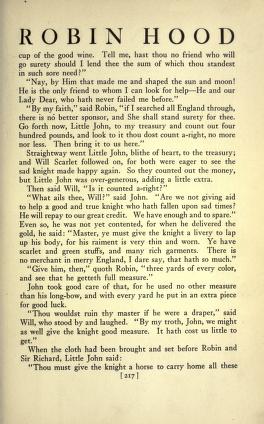 ROBIN HOOD
cup of the good wine. Tell me, hast thou no friend who will
go surety should I lend thee the sum of which thou standest
in such sore need?"
"Nay, by Him that made me and shaped the sun and moon!
He is the only friend to whom I can look for help—He and our
Lady Dear, who hath never failed me before."
"By my faith," said Robin, "if I searched all England through,
there is no better sponsor, and She shall stand surety for thee.
Go forth now, Little John, to my treasury and count out four
hundred pounds, and look to it thou dost count a-right, no more
nor less. Then bring it to us here."
Straightway went Little John, blithe of heart, to the treasury;
and Will Scarlet followed on, for both were eager to see the
sad knight made happy again. So they counted out the money,
but Little John was over-generous, adding a little extra.
Then said Will, "Is it counted a-right?"
"What ails thee, Will?" said John. "Are we not giving aid
to help a good and true knight who hath fallen upon sad times?
He will repay to our great credit. We have enough and to spare."
Even so, he was not yet contented, for when he delivered the
gold, he said: "Master, ye must give the knight a livery to lap
up his body, for his raiment is very thin and worn. Ye have
scarlet and green stuffs, and many rich garments. There is
no merchant in merry England, I dare say, that hath so much."
"Give him, then," quoth Robin, "three yards of every color,
and see that he getteth full measure."
John took good care of that, for he used no other measure
than his long-bow, and with every yard he put in an extra piece
for good luck.
"Thou wouldst ruin thy master if he were a draper," said
Will, who stood by and laughed. "By my troth, John, we might
as well give the knight good measure. It hath cost us little to
get."
When the cloth had been brought and set before Robin and
Sir Richard, Little John said:
"Thou must give the knight a horse to carry home all these
[217]